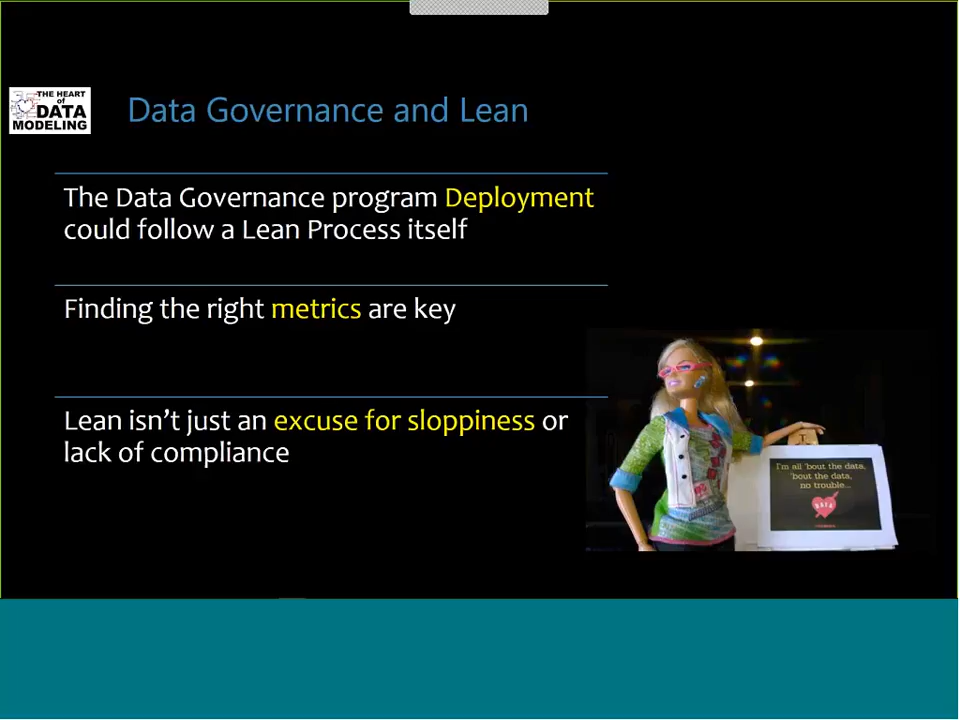 THE HEART
of
DATA
MODELING
Data Governance and Lean
The Data Governance program Deployment
could follow a Lean Process itself
Finding the right metrics are key
Lean isn’t just an excuse for sloppiness or
lack of compliance
I'm all 'bout the data,
'bout the data,
no trouble...
DATA